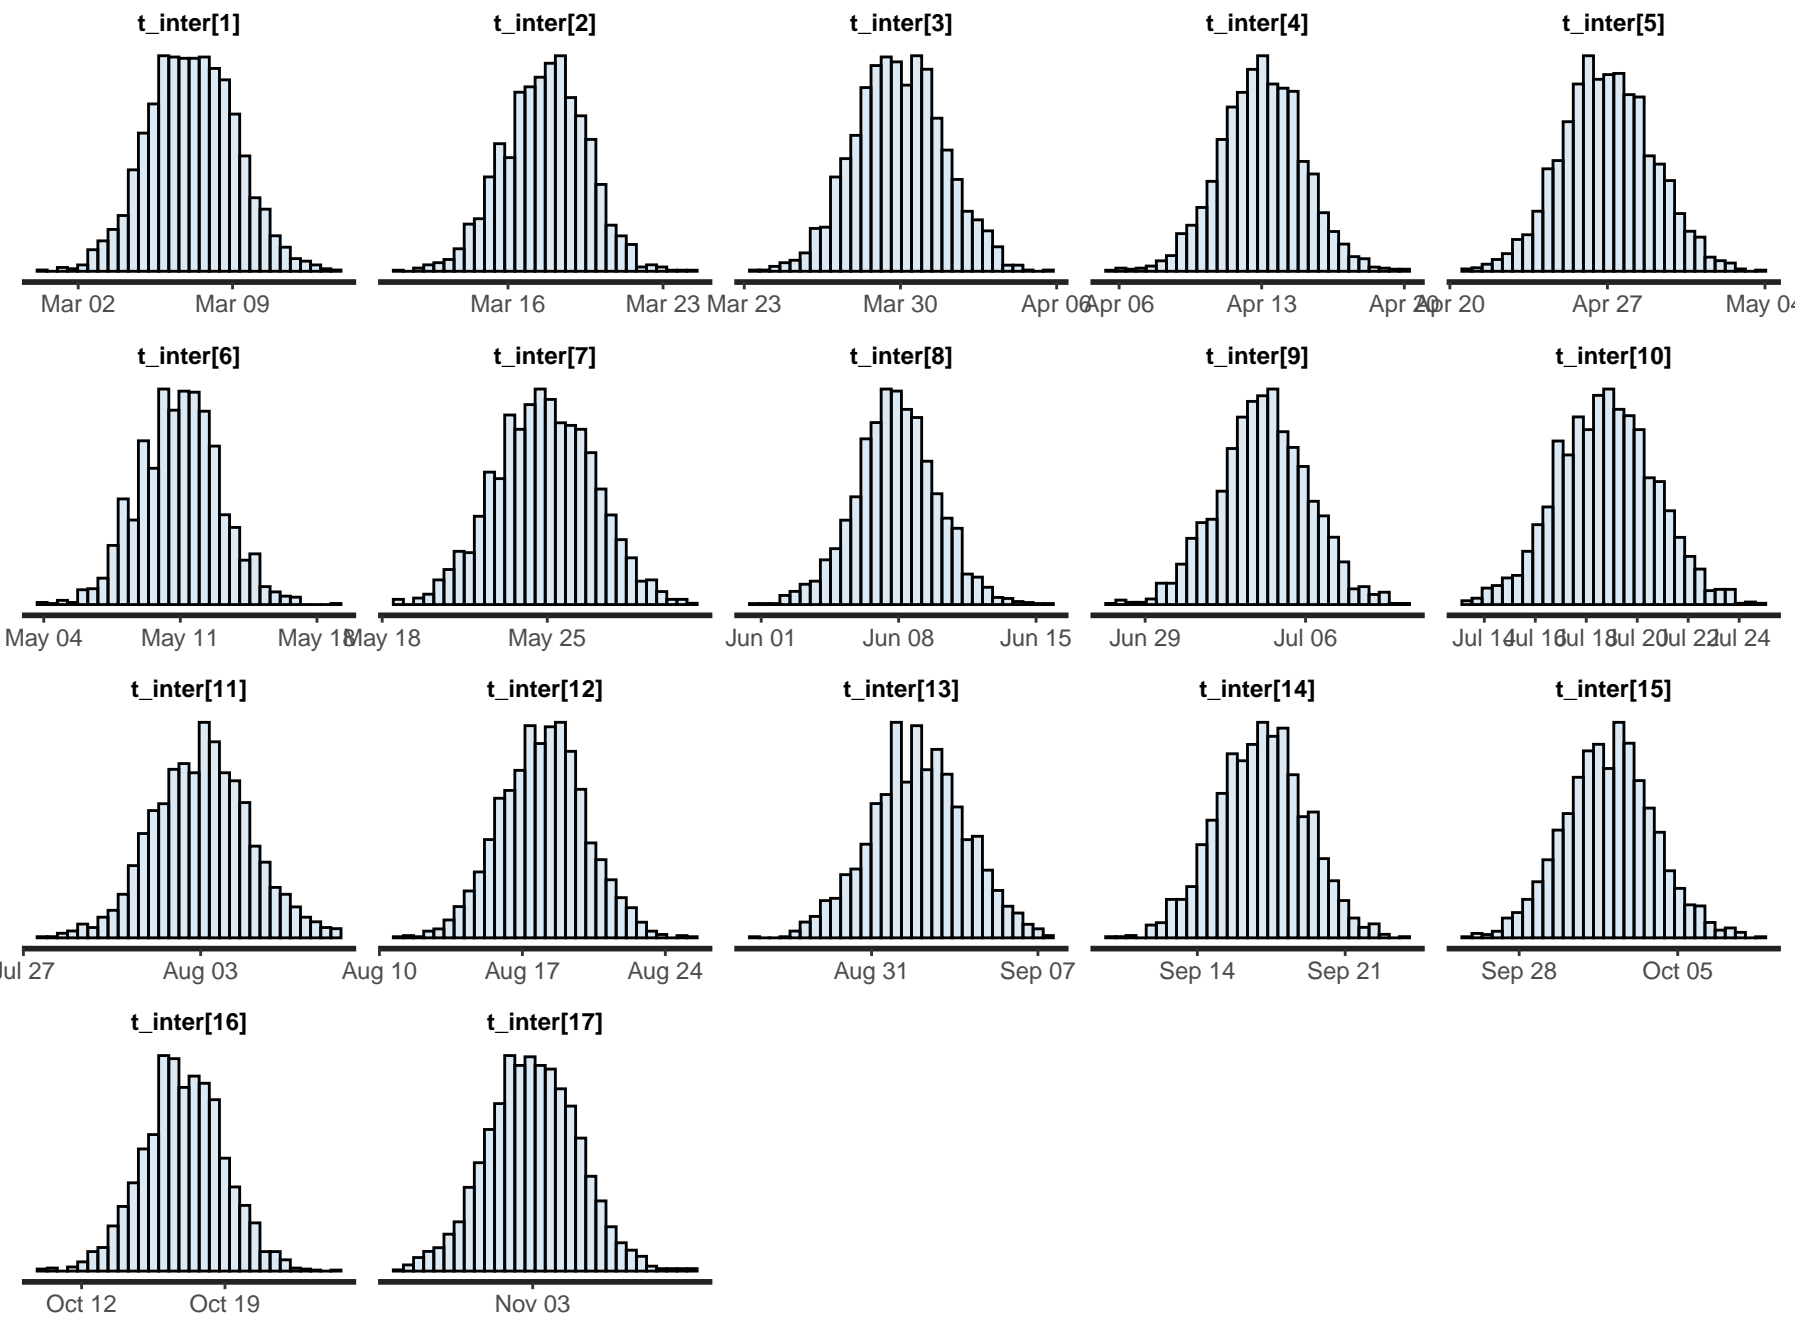 t_inter[1] t_inter[2] t_inter[3] t_inter[4] t_inter[5]
Mar 02 Mar 09 Mar 16 Mar 23 Mar 23 Mar 30 Apr 06 Apr 06 Apr 13 Apr 20 Apr 20 Apr 27 May 04
t_inter[6] t_inter[7] t_inter[8] t_inter[9] t_inter[10]
May 04 May 11 May 18 May 18 May 25 Jun 01 Jun 08 Jun 15 Jun 29 Jul 06 Jul 14 Jul 16 Jul 18 Jul 20 Jul 22 Jul 24
t_inter[11] t_inter[12] t_inter[13] t_inter[14] t_inter[15]
Jul 27 Aug 03 Aug 10 Aug 17 Aug 24 Aug 31 Sep 07 Sep 14 Sep 21 Sep 28 Oct 05
t_inter[16] t_inter[17]
Oct 12 Oct 19 Nov 03